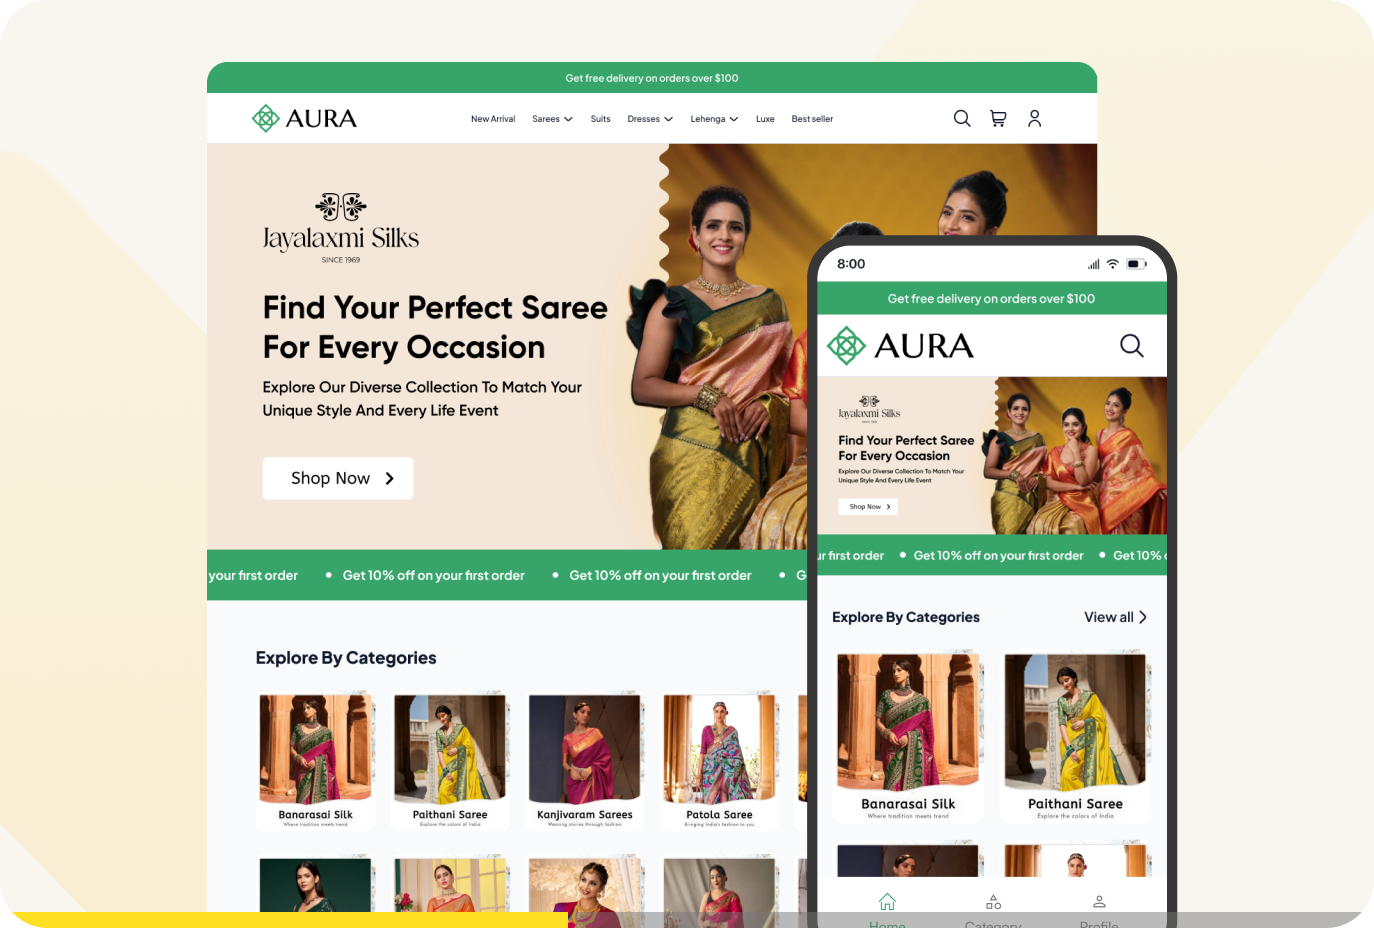 Get free delivery on orders over $100
AURA
New Arrival Sarees Suits Dresses Lehenga Luxe Best seller
Jayalaxmi Silks
SINCE 1969
Find Your Perfect Saree
For Every Occasion
Explore Our Diverse Collection To Match Your
Unique Style And Every Life Event
Shop Now
your first order • Get 10% off on your first order • Get 10% off on your first order • G
Explore By Categories
Banarasai Silk
Where tradition meets trend
Paithani Saree
Explore the colors of India
Kanjivaram Sarees
Weaving stories through fashion
Patola Saree
Bringing India's fashion to you
8:00
Get free delivery on orders over $100
AURA
Jayalaxmi Silks
SINCE 1969
Find Your Perfect Saree
For Every Occasion
Explore Our Diverse Collection To Match Your
Unique Style And Every Life Event
Shop Now
ur first order • Get 10% off on your first order • Get 10%
Explore By Categories View all
Banarasai Silk
Where tradition meets trend
Paithani Saree
Explore the colors of India
Home Category Profile